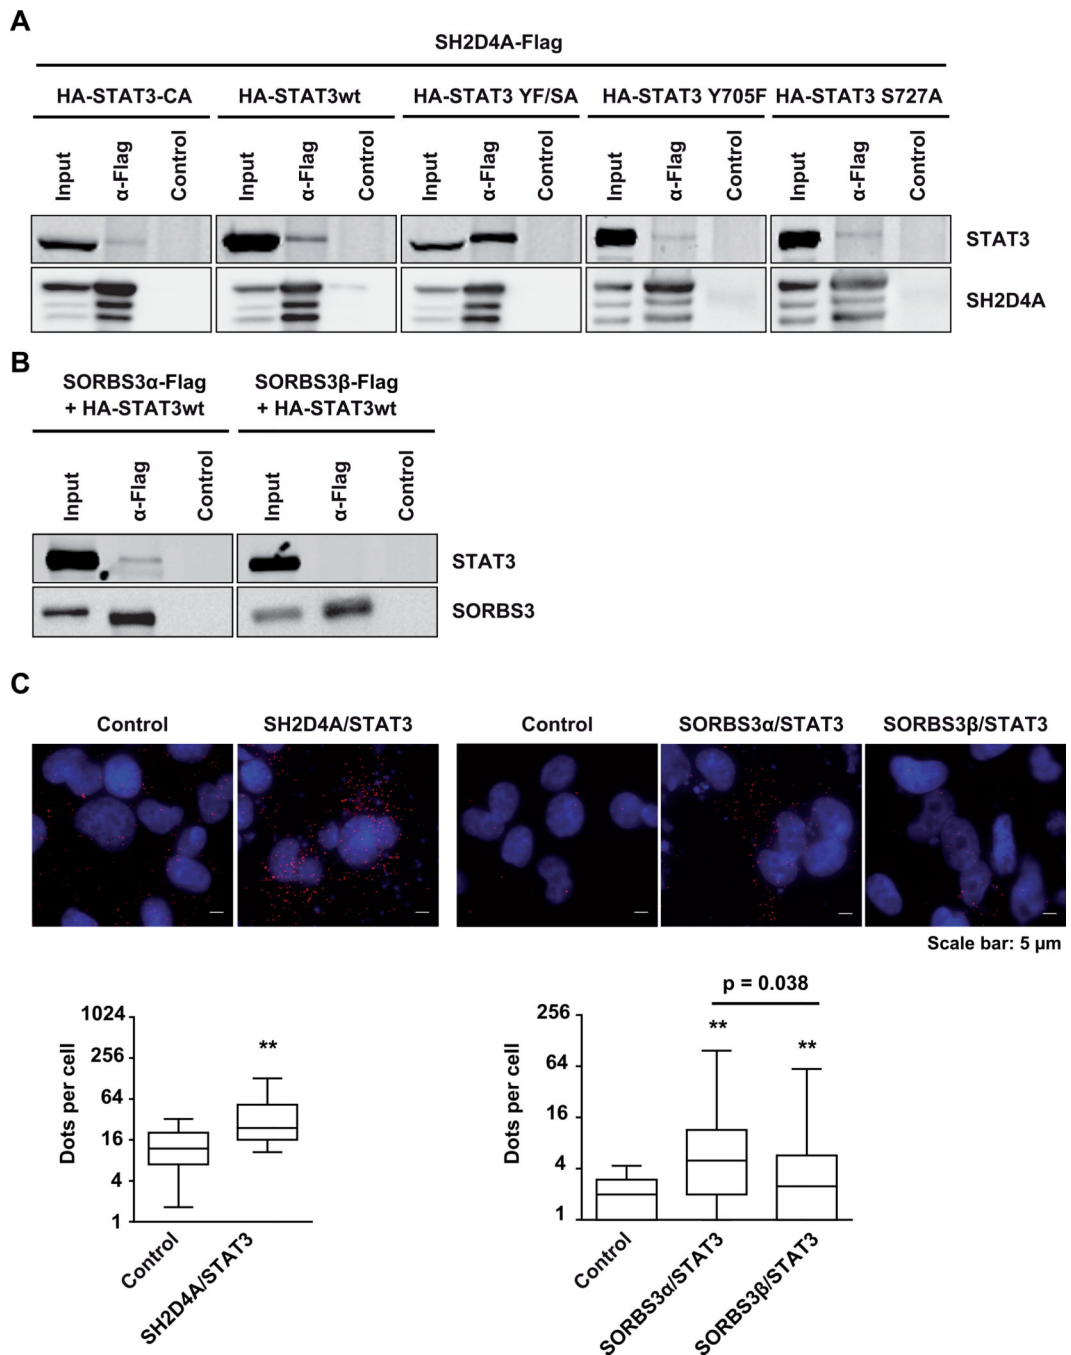 A
SH2D4A-Flag
HA-STAT3-CA HA-STAT3wt HA-STAT3 YF/SA HA-STAT3 Y705F HA-STAT3 S727A
Input α-Flag Control Input α-Flag Control Input α-Flag Control Input α-Flag Control Input α-Flag Control
STAT3
SH2D4A
B
SORBS3α-Flag SORBS3β-Flag
+ HA-STAT3wt + HA-STAT3wt
Input α-Flag Control Input α-Flag Control
STAT3
SORBS3
C
Control SH2D4A/STAT3 Control SORBS3α/STAT3 SORBS3β/STAT3
Scale bar: 5 µm
Dots per cell
1024
256
64
16
4
1
**
Control
SH2D4A/STAT3
p = 0.038
Dots per cell
256
64
16
4
1
**
**
Control
SORBS3α/STAT3
SORBS3β/STAT3